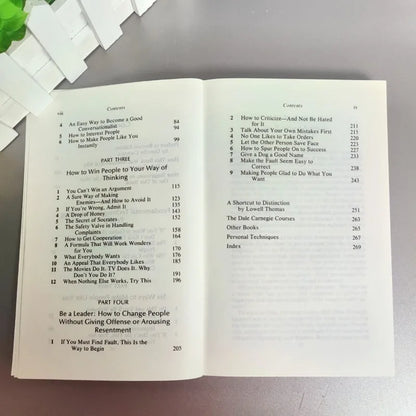 viii
Contents
4 An Easy Way to Become a Good
Conversationalist 84
5 How to Interest People 94
6 How to Make People Like You
Instantly 99
PART THREE
How to Win People to Your Way of
Thinking
1 You Can't Win an Argument 115
2 A Sure Way of Making
Enemies—And How to Avoid It 123
3 If You're Wrong, Admit It 135
4 A Drop of Honey 143
5 The Secret of Socrates 152
6 The Safety Valve in Handling
Complaints 158
7 How to Get Cooperation 164
8 A Formula That Will Work Wonders
for You 170
9 What Everybody Wants 176
10 An Appeal That Everybody Likes 185
11 The Movies Do It. TV Does It. Why
Don't You Do It? 191
12 When Nothing Else Works, Try This 196
PART FOUR
Be a Leader: How to Change People
Without Giving Offense or Arousing
Resentment
1 If You Must Find Fault, This Is the
Way to Begin 205
Contents
ix
2 How to Criticize—And Not Be Hated
for It 211
3 Talk About Your Own Mistakes First 215
4 No One Likes to Take Orders 220
5 Let the Other Person Save Face 223
6 How to Spur People On to Success 227
7 Give a Dog a Good Name 233
8 Make the Fault Seem Easy to
Correct 238
9 Making People Glad to Do What You
Want 243
A Shortcut to Distinction
by Lowell Thomas 251
The Dale Carnegie Courses 263
Other Books 265
Personal Techniques 267
Index 269